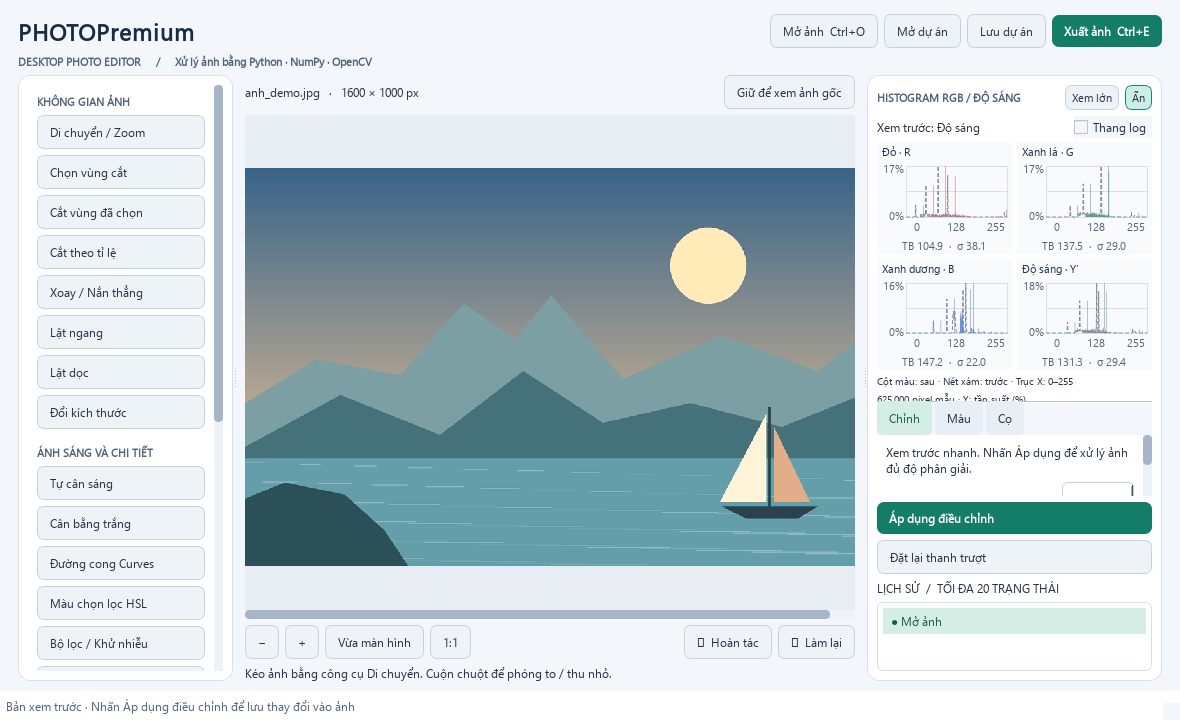 PHOTOPremium
Mở ảnh Ctrl+O
Mở dự án
Lưu dự án
Xuất ảnh Ctrl+E
DESKTOP PHOTO EDITOR / Xử lý ảnh bằng Python · NumPy · OpenCV
KHÔNG GIAN ẢNH
Di chuyển / Zoom
Chọn vùng cắt
Cắt vùng đã chọn
Cắt theo tỉ lệ
Xoay / Nắn thẳng
Lật ngang
Lật dọc
Đổi kích thước
ÁNH SÁNG VÀ CHI TIẾT
Tự cân sáng
Cân bằng trắng
Đường cong Curves
Màu chọn lọc HSL
Bộ lọc / Khử nhiễu
anh_demo.jpg · 1600 × 1000 px
Giữ để xem ảnh gốc
−
+
Vừa màn hình
1:1
Hoàn tác
Làm lại
Kéo ảnh bằng công cụ Di chuyển. Cuộn chuột để phóng to / thu nhỏ.
HISTOGRAM RGB / ĐỘ SÁNG
Xem lớn
Ẩn
Xem trước: Độ sáng
Thang log
Đỏ · R
17%
0%
0 128 255
TB 104.9 · σ 38.1
Xanh lá · G
17%
0%
0 128 255
TB 137.5 · σ 29.0
Xanh dương · B
16%
0%
0 128 255
TB 147.2 · σ 22.0
Độ sáng · Y'
18%
0%
0 128 255
TB 131.3 · σ 29.4
Cột màu: sau · Nét xám: trước · Trục X: 0–255
625.000 pixel mẫu · Y: tần suất (%)
Chỉnh
Màu
Cọ
Xem trước nhanh. Nhấn Áp dụng để xử lý ảnh
đủ độ phân giải.
Áp dụng điều chỉnh
Đặt lại thanh trượt
LỊCH SỬ / TỐI ĐA 20 TRẠNG THÁI
● Mở ảnh
Bản xem trước · Nhấn Áp dụng điều chỉnh để lưu thay đổi vào ảnh